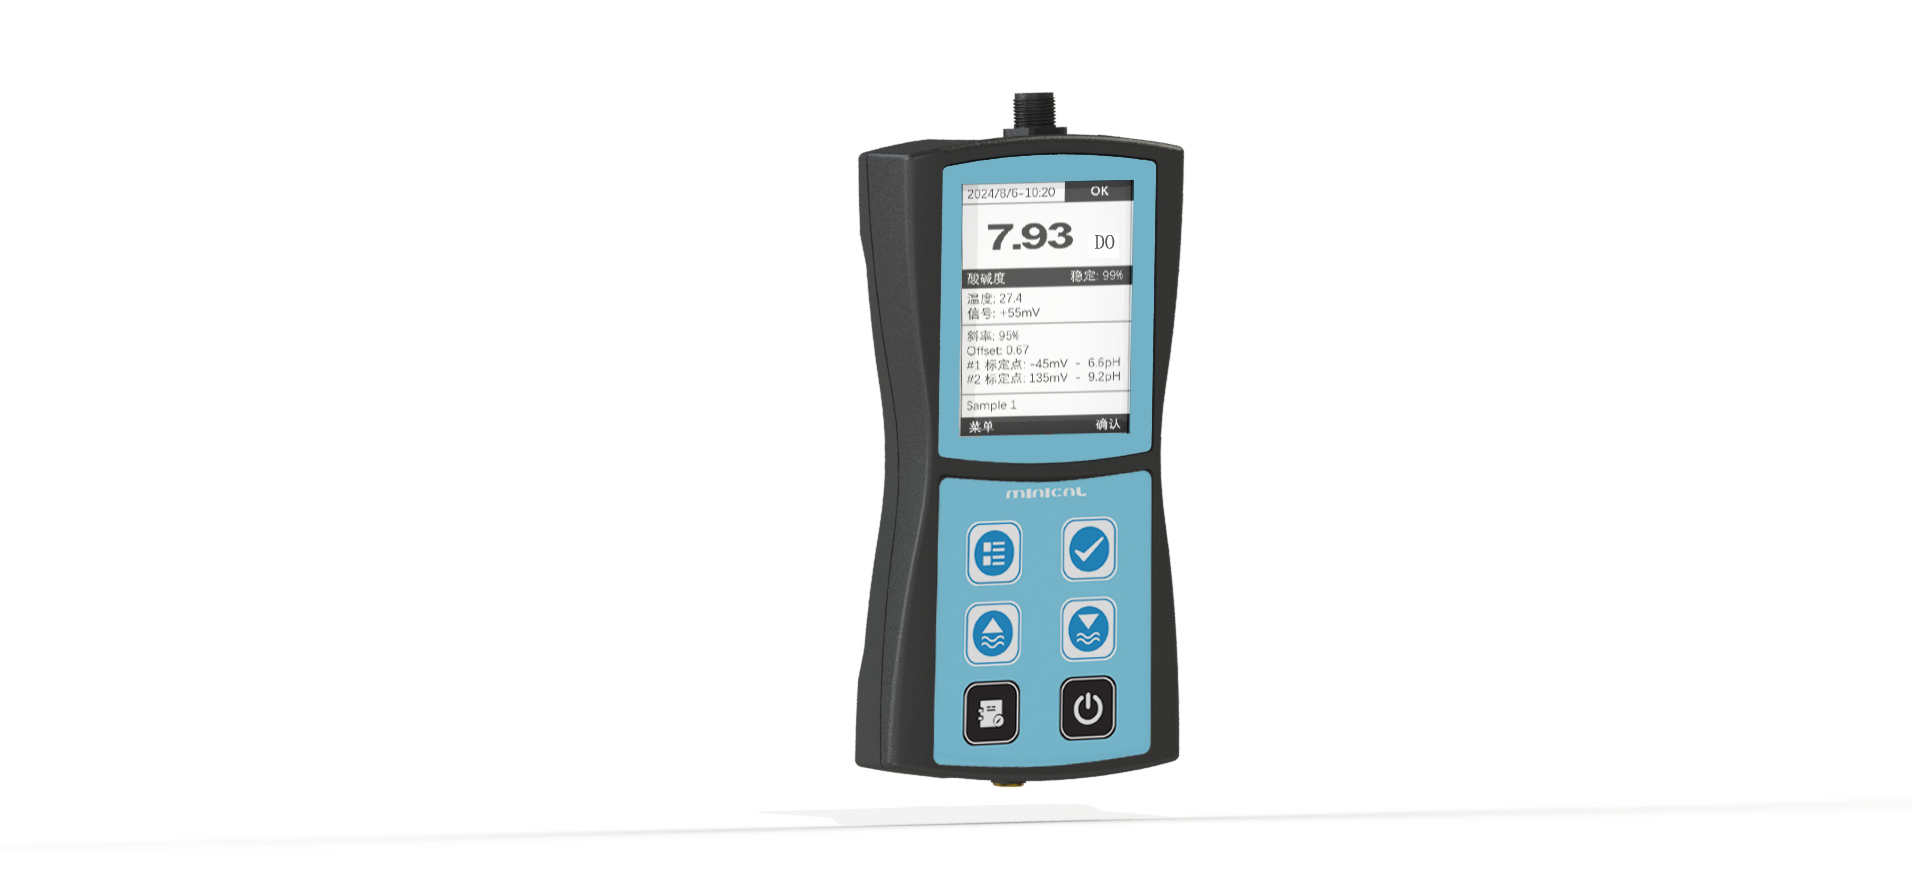 2024/8/6-10:20 OK
7.93 DO
酸碱度 稳定: 99%
温度: 27.4
信号: +55mV
斜率: 95%
Offset: 0.67
#1 标定点: -45mV - 6.6pH
#2 标定点: 135mV - 9.2pH
Sample 1
菜单 确认
minical